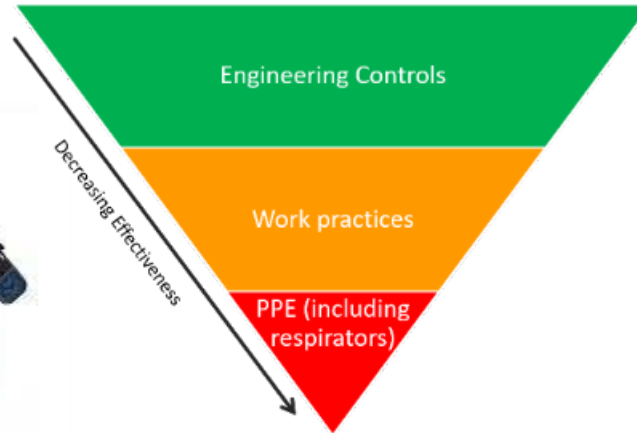 Engineering Controls
Decreasing Effectiveness
Work practices
PPE (including
respirators)